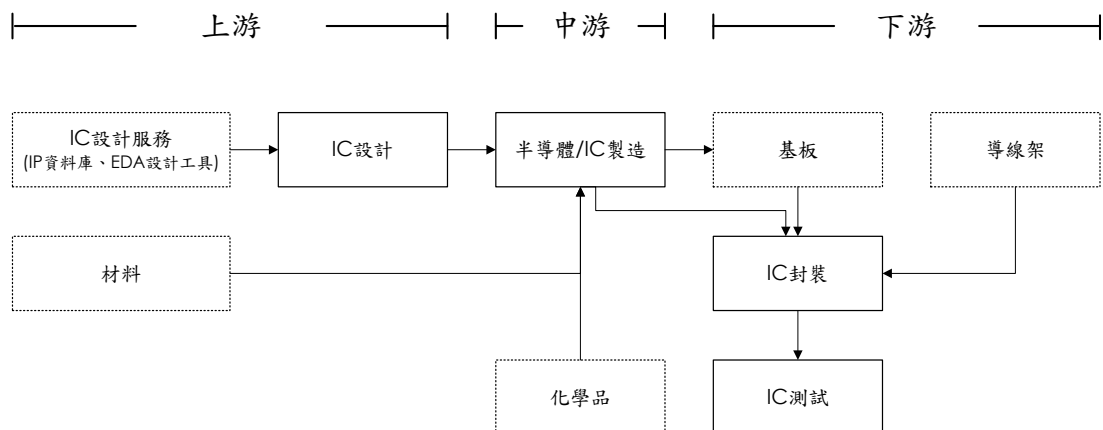 上游
中游
下游
IC設計服務
(IP資料庫、EDA設計工具)
IC設計
半導體/IC製造
基板
導線架
材料
IC封裝
化學品
IC測試